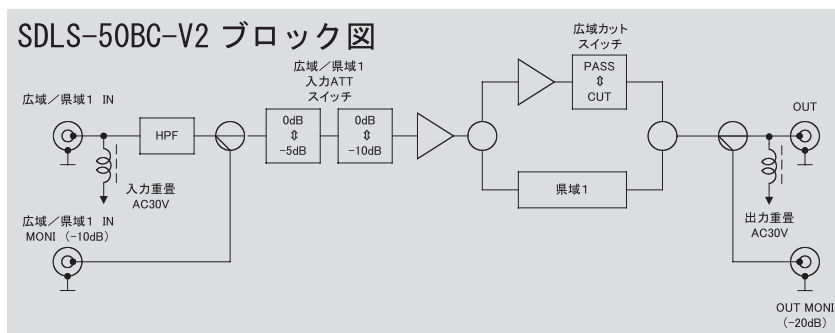 SDLS-50BC-V2 ブロック図
広域／県域1 IN
HPF
入力重畳
AC30V
広域／県域1 IN
MONI (-10dB)
広域／県域1
入力ATT
スイッチ
0dB
⇕
-5dB
0dB
⇕
-10dB
広域カット
スイッチ
PASS
⇕
CUT
県域1
OUT
出力重畳
AC30V
OUT MONI
(-20dB)